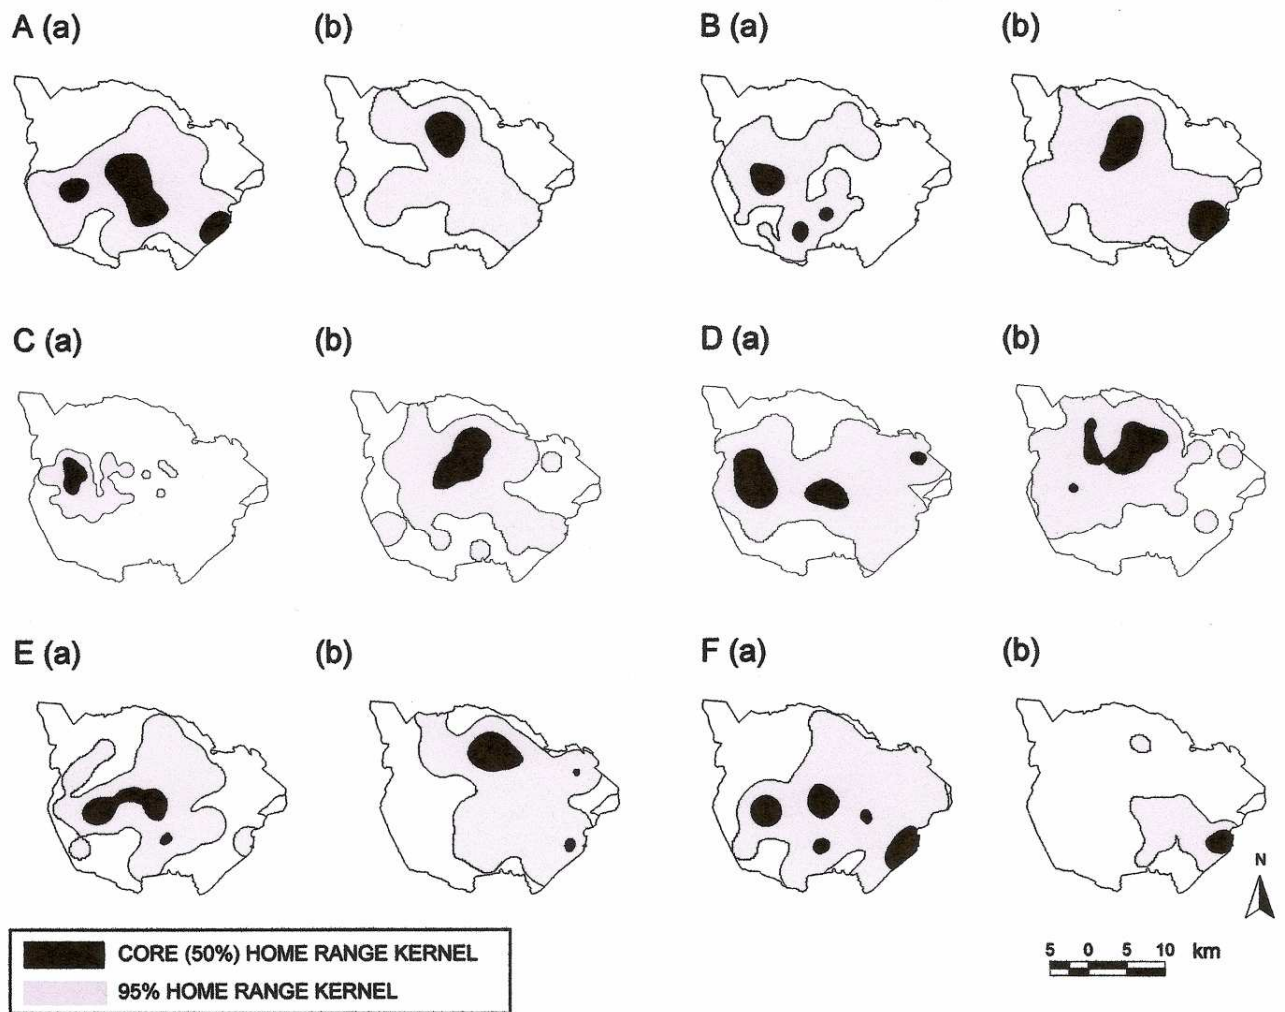 A (a) (b) B (a) (b)
C (a) (b) D (a) (b)
E (a) (b) F (a) (b)
N
5 0 5 10 km
CORE (50%) HOME RANGE KERNEL
95% HOME RANGE KERNEL